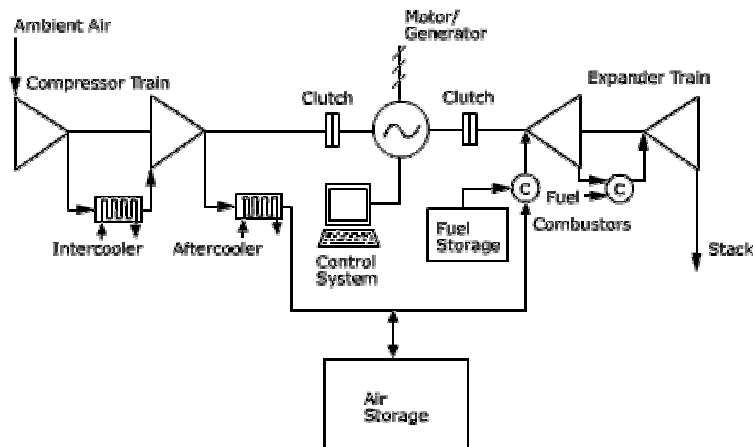 Ambient Air
Motor/
Generator
Compressor Train
Clutch
Clutch
Expander Train
C
C
Fuel
Combustors
Fuel
Storage
Intercooler
Aftercooler
Control
System
Stack
Air
Storage